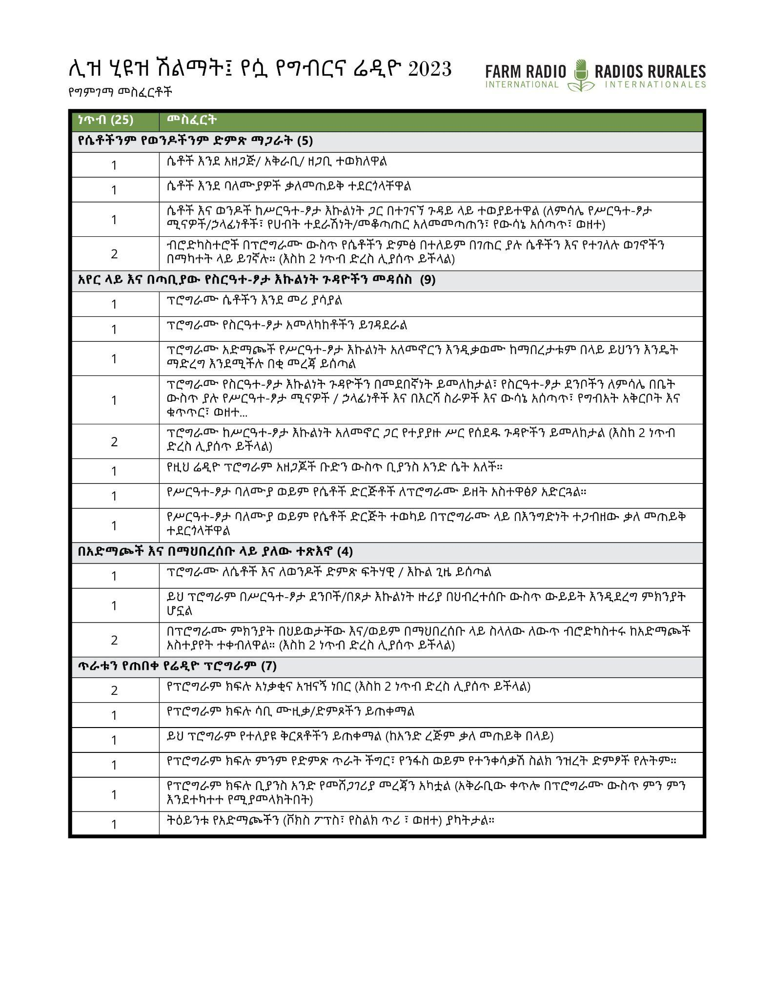 ሊዝ ሂዩዝ ሽልማት፤ የሷ የግብርና ሬዲዮ 2023
የግምገማ መስፈርቶች
FARM RADIO RADIOS RURALES
INTERNATIONAL INTERNATIONALES
ነጥብ (25) መስፈርት
የሴቶችንም የወንዶችንም ድምጽ ማጋራት (5)
1 ሴቶች እንደ አዘጋጅ/ አቅራቢ/ ዘጋቢ ተወክለዋል
1 ሴቶች እንደ ባለሙያዎች ቃለመጠይቅ ተደርጎላቸዋል
1 ሴቶች እና ወንዶች ከሥርዓተ-ፆታ እኩልነት ጋር በተገናኘ ጉዳይ ላይ ተወያይተዋል (ለምሳሌ የሥርዓተ-ፆታ
ሚናዎች/ኃላፊነቶች፣ የሀብት ተደራሽነት/መቆጣጠር አለመመጣጠን፣ የውሳኔ አሰጣጥ፣ ወዘተ)
2 ብሮድካስተሮች በፕሮግራሙ ውስጥ የሴቶችን ድምፅ በተለይም በገጠር ያሉ ሴቶችን እና የተገለሉ ወገኖችን
በማካተት ላይ ይገኛሉ። (እስከ 2 ነጥብ ድረስ ሊያሰጥ ይችላል)
አየር ላይ እና በጣቢያው የስርዓተ-ፆታ እኩልነት ጉዳዮችን መዳሰስ (9)
1 ፕሮግራሙ ሴቶችን እንደ መሪ ያሳያል
1 ፕሮግራሙ የስርዓተ-ፆታ አመለካከቶችን ይገዳደራል
1 ፕሮግራሙ አድማጮች የሥርዓተ-ፆታ እኩልነት አለመኖርን እንዲቃወሙ ከማበረታቱም በላይ ይህንን እንዴት
ማድረግ እንደሚችሉ በቂ መረጃ ይሰጣል
1 ፕሮግራሙ የስርዓተ-ፆታ እኩልነት ጉዳዮችን በመደበኛነት ይመለከታል፣ የስርዓተ-ፆታ ደንቦችን ለምሳሌ በቤት
ውስጥ ያሉ የሥርዓተ-ፆታ ሚናዎች / ኃላፊነቶች እና በእርሻ ስራዎች እና ውሳኔ አሰጣጥ፣ የግብአት አቅርቦት እና
ቁጥጥር፣ ወዘተ...
2 ፕሮግራሙ ከሥርዓተ-ፆታ እኩልነት አለመኖር ጋር የተያያዙ ሥር የሰደዱ ጉዳዮችን ይመለከታል (እስከ 2 ነጥብ
ድረስ ሊያሰጥ ይችላል)
1 የዚህ ሬዲዮ ፕሮግራም አዘጋጆች ቡድን ውስጥ ቢያንስ አንድ ሴት አለች።
1 የሥርዓተ-ፆታ ባለሙያ ወይም የሴቶች ድርጅቶች ለፕሮግራሙ ይዘት አስተዋፅዖ አድርጓል።
1 የሥርዓተ-ፆታ ባለሙያ ወይም የሴቶች ድርጅት ተወካይ በፕሮግራሙ ላይ በእንግድነት ተጋብዘው ቃለ መጠይቅ
ተደርጎላቸዋል
በአድማጮች እና በማህበረሰቡ ላይ ያለው ተጽእኖ (4)
1 ፕሮግራሙ ለሴቶች እና ለወንዶች ድምጽ ፍትሃዊ / እኩል ጊዜ ይሰጣል
1 ይህ ፕሮግራም በሥርዓተ-ፆታ ደንቦች/በጾታ እኩልነት ዙሪያ በህብረተሰቡ ውስጥ ውይይት እንዲደረግ ምክንያት
ሆኗል
2 በፕሮግራሙ ምክንያት በህይወታቸው እና/ወይም በማህበረሰቡ ላይ ስላለው ለውጥ ብሮድካስተሩ ከአድማጮች
አስተያየት ተቀብለዋል። (እስከ 2 ነጥብ ድረስ ሊያሰጥ ይችላል)
ጥራቱን የጠበቀ የሬዲዮ ፕሮግራም (7)
2 የፕሮግራም ክፍሉ አነቃቂና አዝናኝ ነበር (እስከ 2 ነጥብ ድረስ ሊያሰጥ ይችላል)
1 የፕሮግራም ክፍሉ ሳቢ ሙዚቃ/ድምጾችን ይጠቀማል
1 ይህ ፕሮግራም የተለያዩ ቅርጸቶችን ይጠቀማል (ከአንድ ረጅም ቃለ መጠይቅ በላይ)
1 የፕሮግራም ክፍሉ ምንም የድምጽ ጥራት ችግር፣ የንፋስ ወይም የተንቀሳቃሽ ስልክ ንዝረት ድምፆች የሉትም።
1 የፕሮግራም ክፍሉ ቢያንስ አንድ የመሸጋገሪያ መረጃን አካቷል (አቅራቢው ቀጥሎ በፕሮግራሙ ውስጥ ምን ምን
እንደተካተተ የሚያመላክትበት)
1 ትዕይንቱ የአድማጮችን (ቮክስ ፖፕስ፣ የስልክ ጥሪ ፣ ወዘተ) ያካትታል።